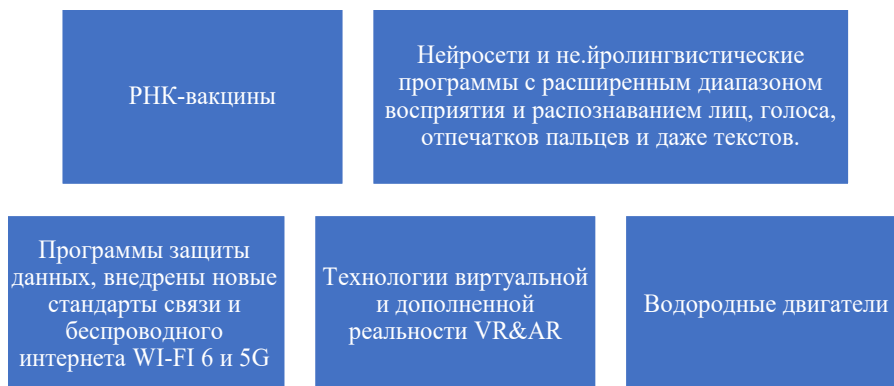 РНК-вакцины
Нейросети и не.йролингвистические
программы с расширенным диапазоном
восприятия и распознаванием лиц, голоса,
отпечатков пальцев и даже текстов.
Программы защиты
данных, внедрены новые
стандарты связи и
беспроводного
интернета WI-FI 6 и 5G
Технологии виртуальной
и дополненной
реальности VR&AR
Водородные двигатели